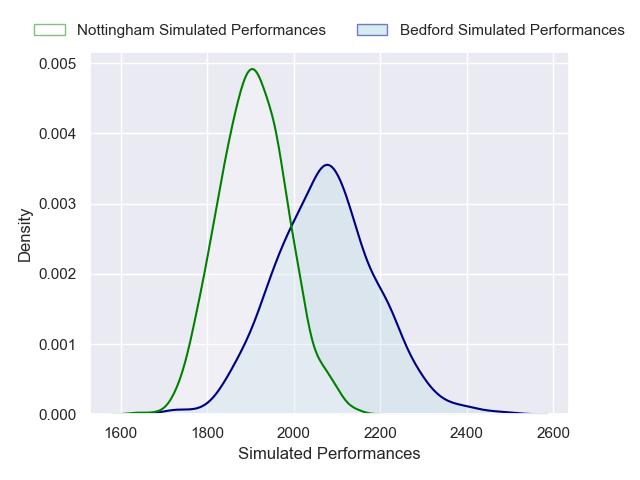 Nottingham Simulated Performances Bedford Simulated Performances
0.005
0.004
0.003
0.002
0.001
0.000
Density
1600 1800 2000 2200 2400 2600
Simulated Performances